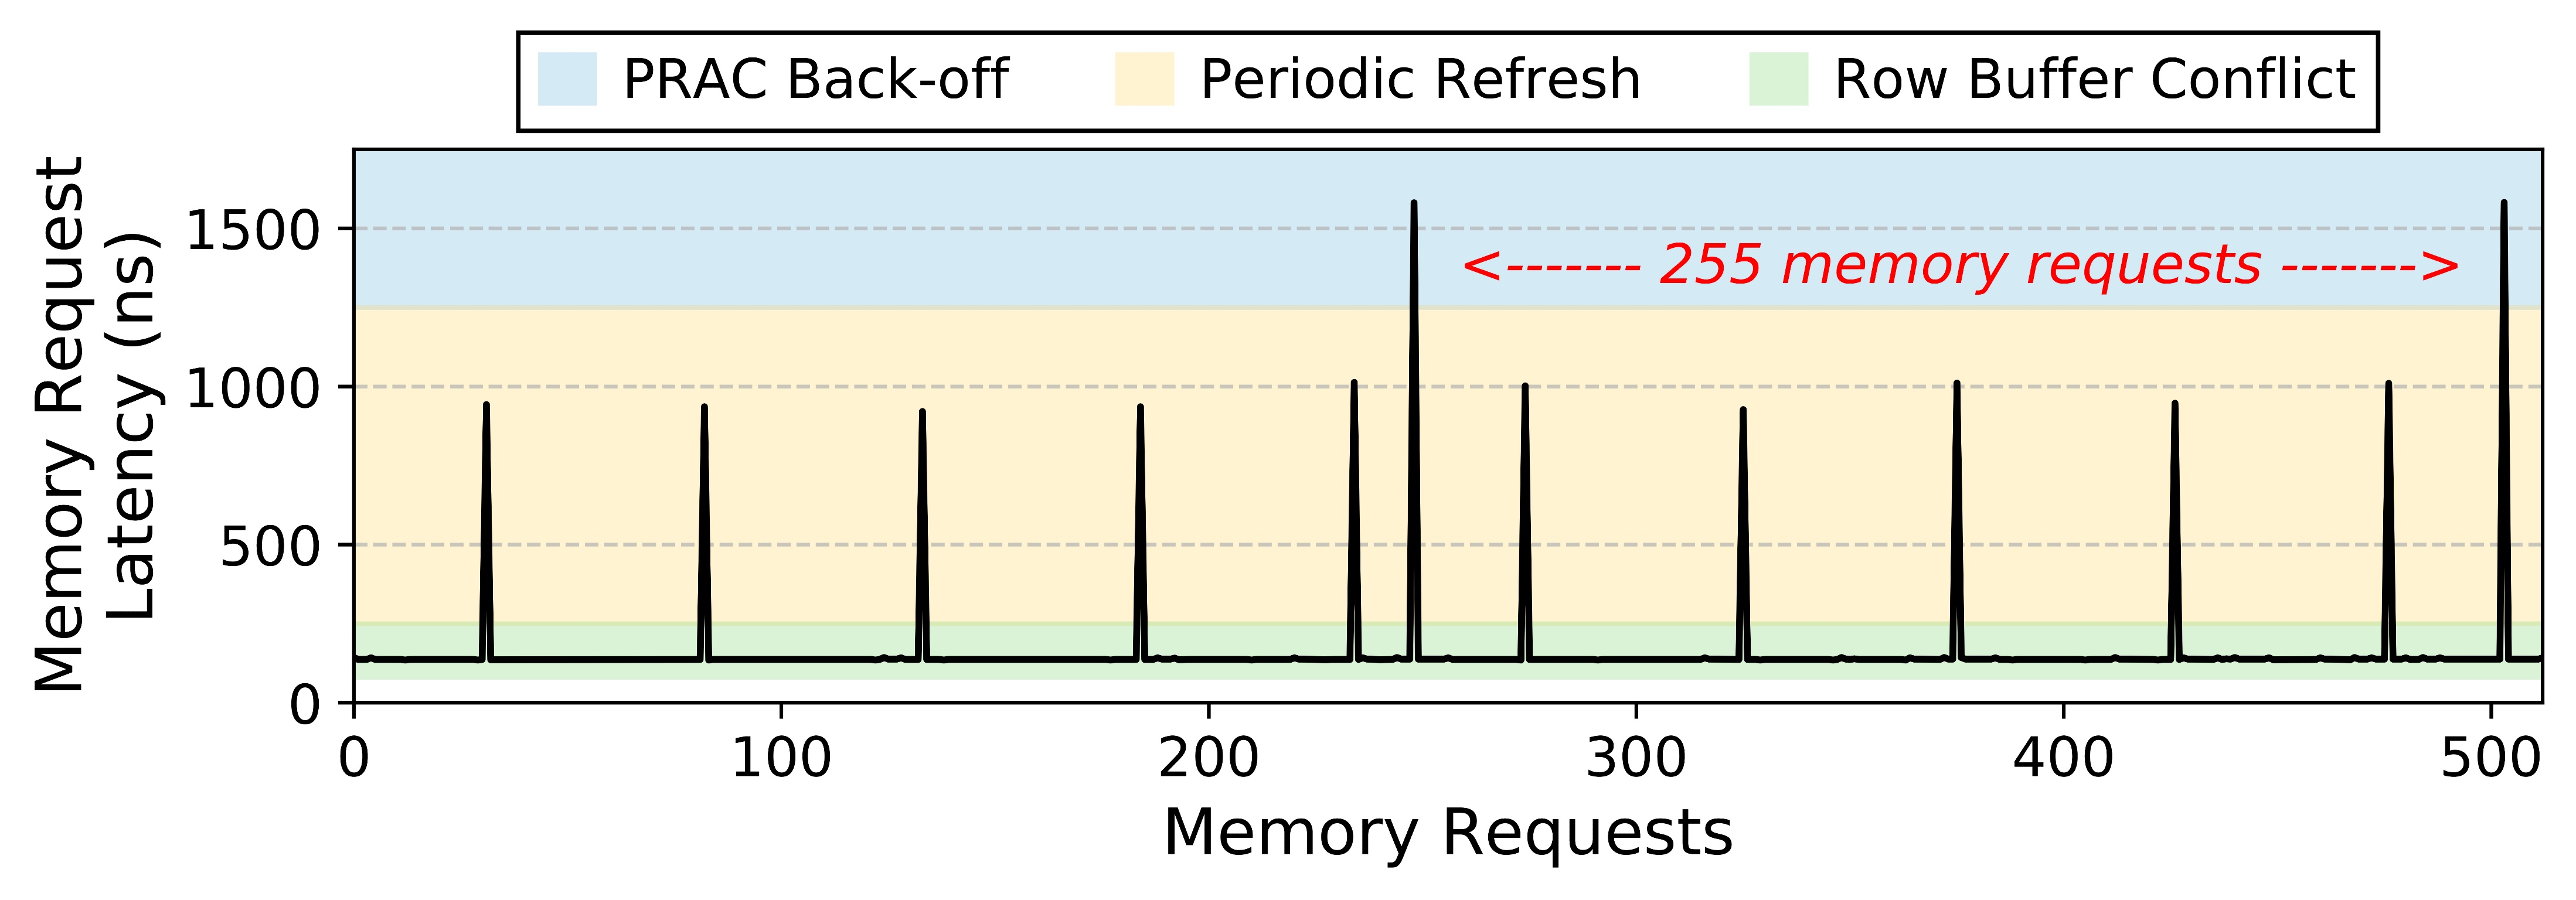 PRAC Back-off
Periodic Refresh
Row Buffer Conflict
Memory Request
Latency (ns)
1500
1000
500
0
<------- 255 memory requests ------->
0
100
200
300
400
500
Memory Requests